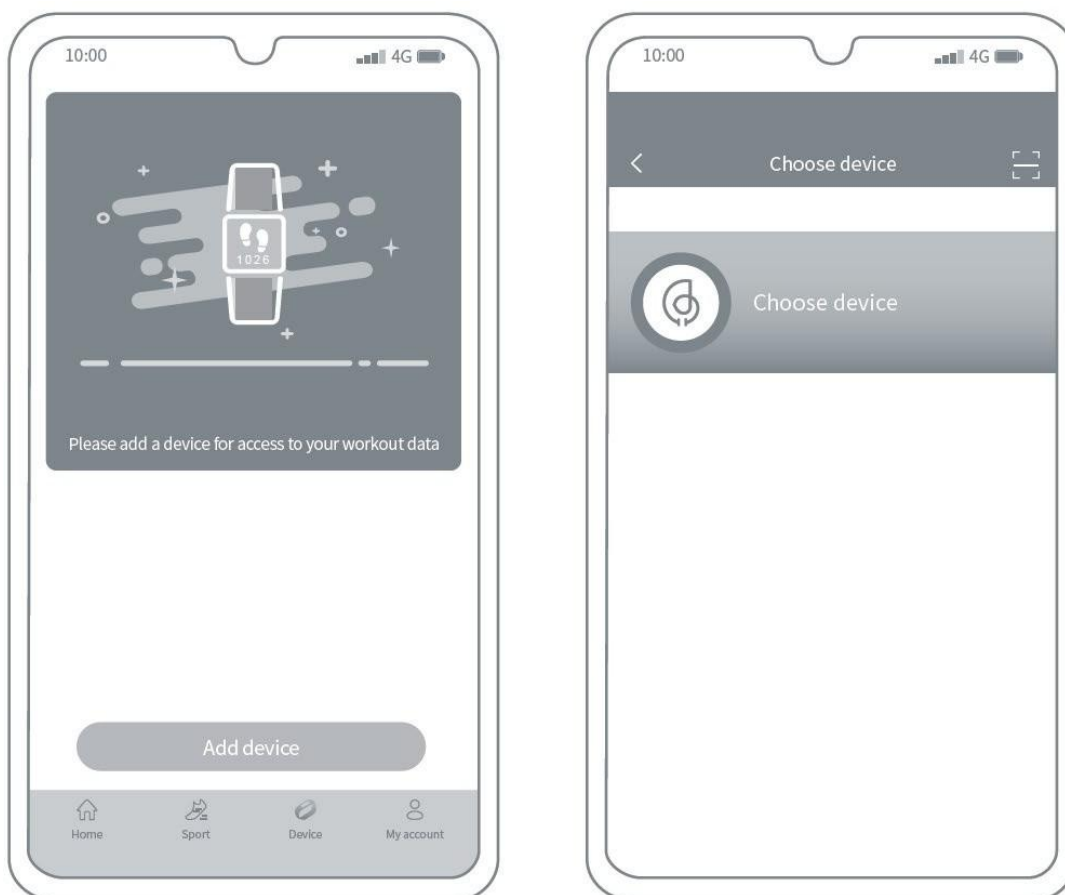 10:00
4G
1026
Please add a device for access to your workout data
Add device
Home
Sport
Device
My account
10:00
4G
Choose device
Choose device